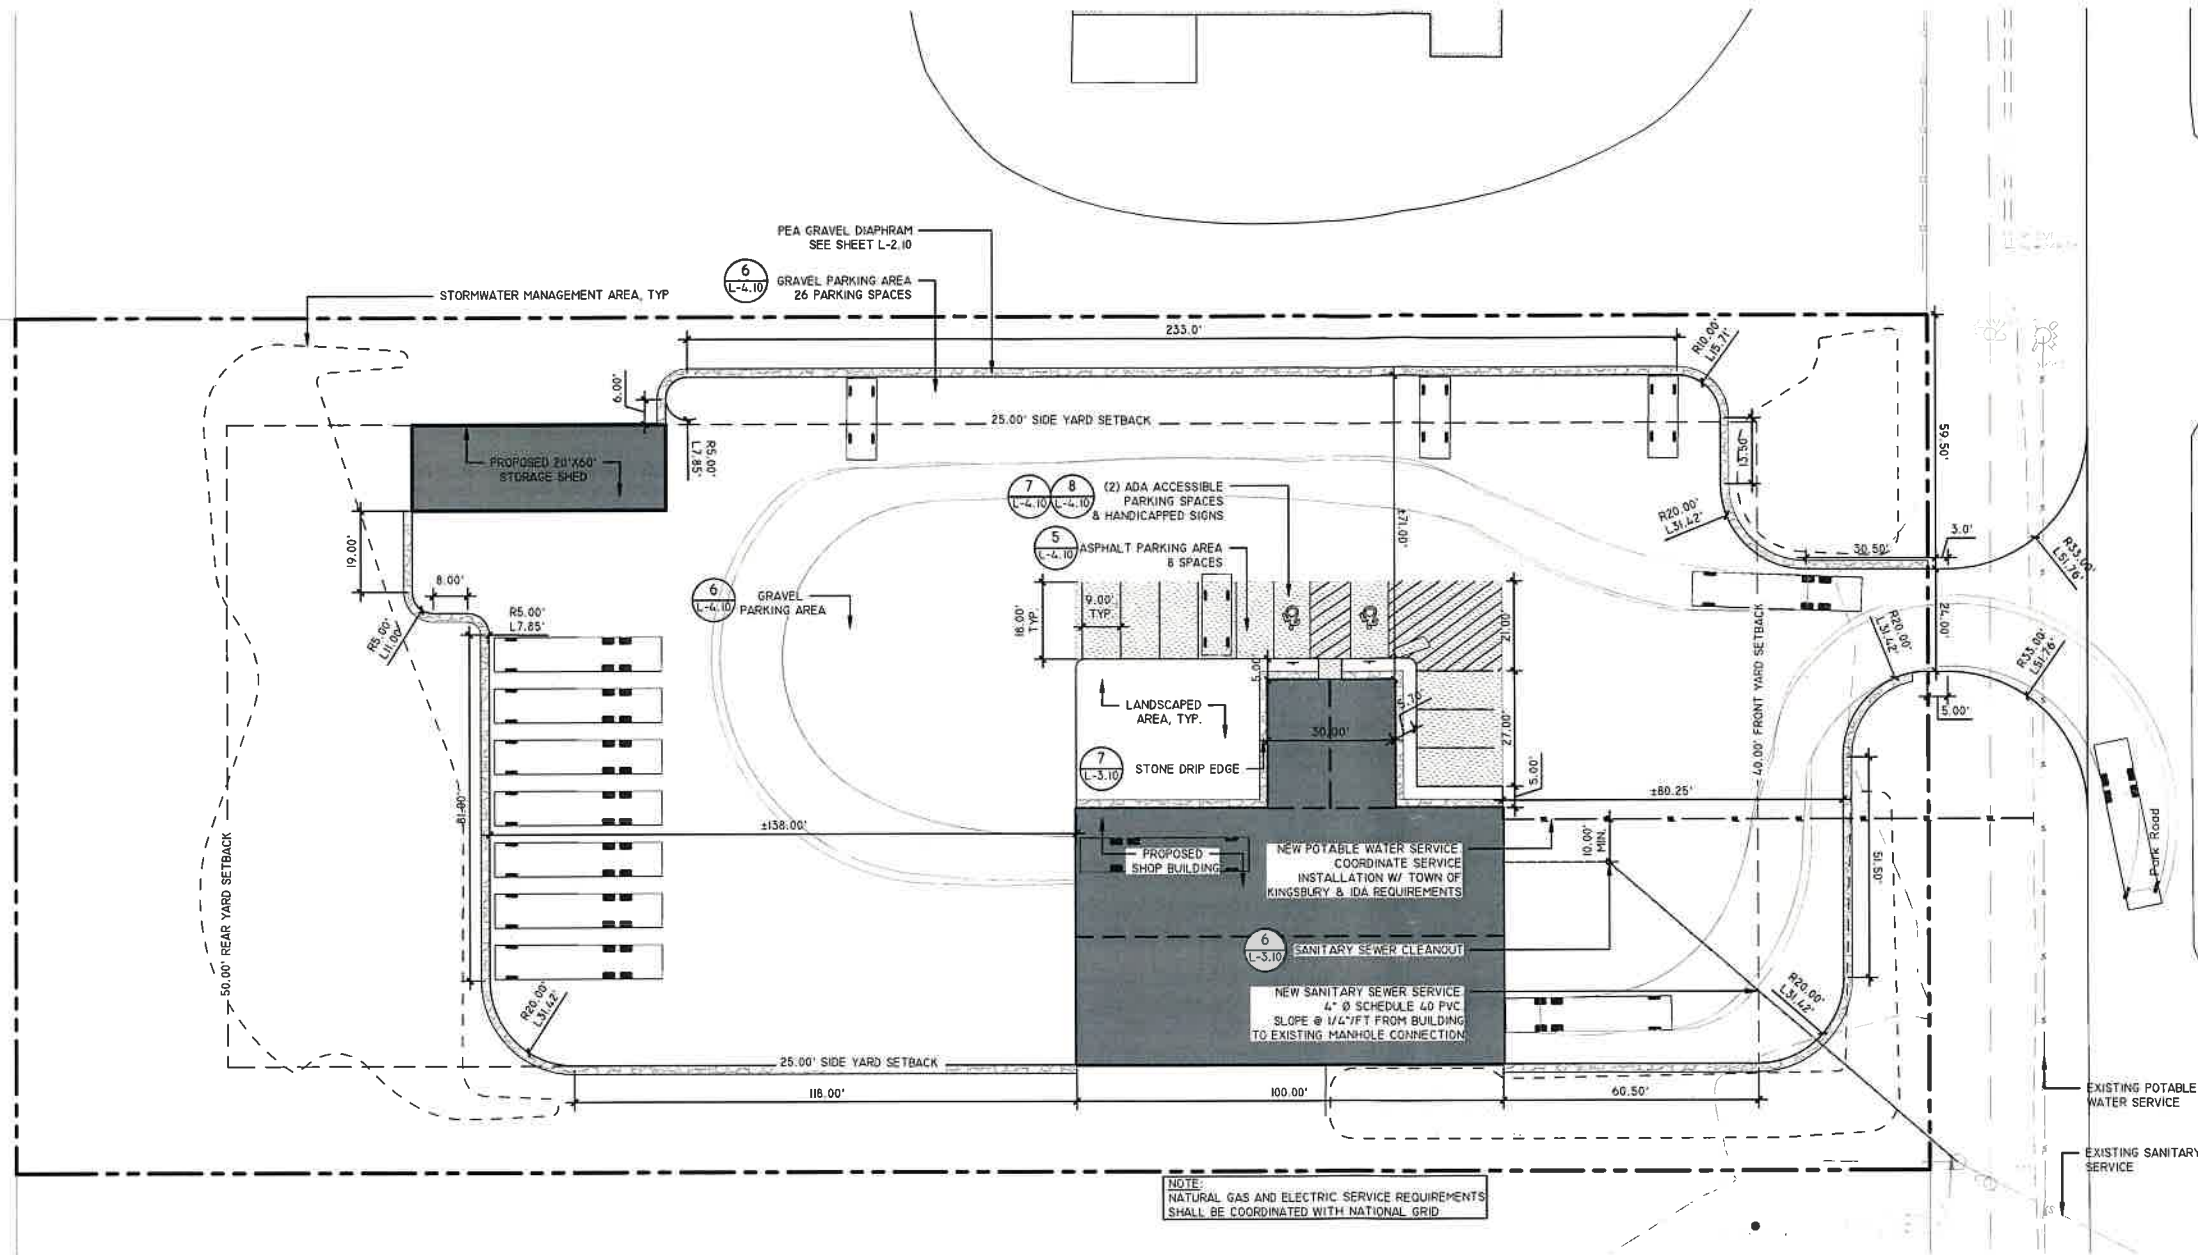 PEA GRAVEL DIAPHRAM
SEE SHEET L-2.10
6
L-4.10
GRAVEL PARKING AREA
26 PARKING SPACES
STORMWATER MANAGEMENT AREA, TYP
233.0'
R10.00'
L15.71'
6.00'
25.00' SIDE YARD SETBACK
13.50'
59.50'
PROPOSED 20'X60'
STORAGE SHED
R5.00'
L7.85'
7
L-4.10
8
L-4.10
(2) ADA ACCESSIBLE
PARKING SPACES
& HANDICAPPED SIGNS
±71.00'
R20.00'
L31.42'
19.00'
5
L-4.10
ASPHALT PARKING AREA
8 SPACES
30.50'
3.0'
R33.00'
L51.76'
8.00'
6
L-4.10
GRAVEL
PARKING AREA
18.00'
TYP.
9.00'
TYP.
21.00'
24.00'
R5.00'
L11.00'
R5.00'
L7.85'
R20.00'
L31.42'
R33.00'
L51.76'
5.00'
LANDSCAPED
AREA, TYP.
30.00'
27.00'
40.00' FRONT YARD SETBACK
5.00'
7
L-3.10
STONE DRIP EDGE
5.00'
±80.25'
81.00'
±138.00'
PROPOSED
SHOP BUILDING
NEW POTABLE WATER SERVICE
COORDINATE SERVICE
INSTALLATION W/ TOWN OF
KINGSBURY & IDA REQUIREMENTS
10.00'
MIN.
51.50'
Park Road
50.00' REAR YARD SETBACK
6
L-3.10
SANITARY SEWER CLEANOUT
NEW SANITARY SEWER SERVICE
4" Ø SCHEDULE 40 PVC
SLOPE @ 1/4"/FT FROM BUILDING
TO EXISTING MANHOLE CONNECTION
R20.00'
L31.42'
R20.00'
L31.42'
25.00' SIDE YARD SETBACK
118.00'
100.00'
60.50'
EXISTING POTABLE
WATER SERVICE
EXISTING SANITARY
SERVICE
NOTE:
NATURAL GAS AND ELECTRIC SERVICE REQUIREMENTS
SHALL BE COORDINATED WITH NATIONAL GRID